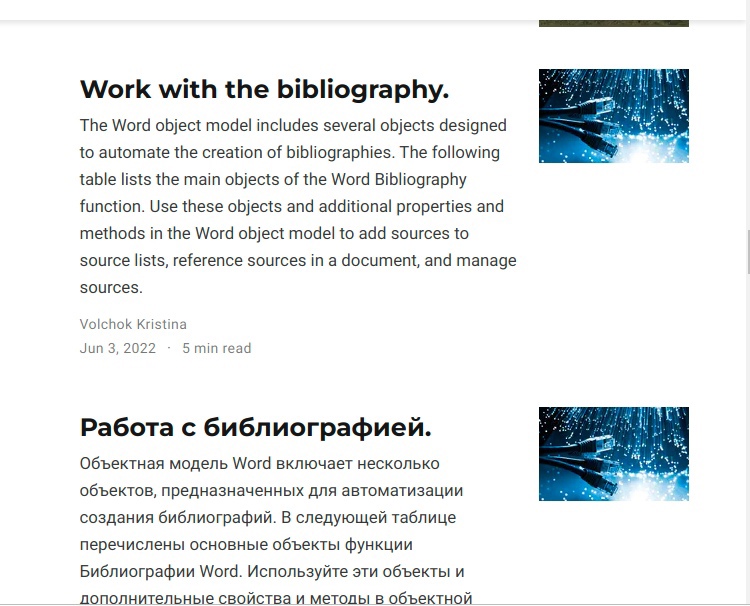 Work with the bibliography.
The Word object model includes several objects designed
to automate the creation of bibliographies. The following
table lists the main objects of the Word Bibliography
function. Use these objects and additional properties and
methods in the Word object model to add sources to
source lists, reference sources in a document, and manage
sources.
Volchok Kristina
Jun 3, 2022 · 5 min read
Работа с библиографией.
Объектная модель Word включает несколько
объектов, предназначенных для автоматизации
создания библиографий. В следующей таблице
перечислены основные объекты функции
Библиографии Word. Используйте эти объекты и
дополнительные свойства и методы в объектной